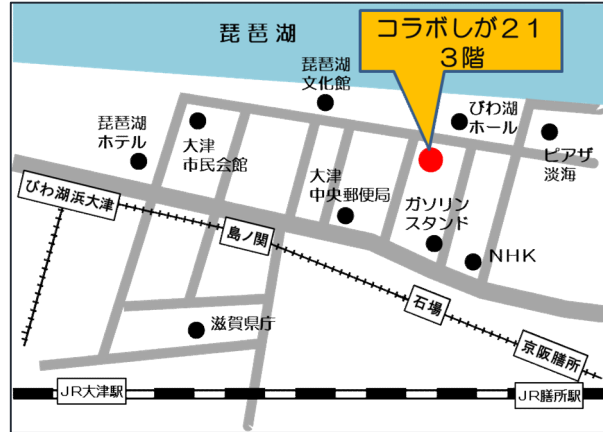 琵琶湖
コラボしが２１
３階
琵琶湖
文化館
びわ湖
ホール
琵琶湖
ホテル
大津
市民会館
ピアザ
淡海
大津
中央郵便局
ガソリン
スタンド
びわ湖浜大津
島ノ関
NHK
石場
滋賀県庁
京阪膳所
JR大津駅
JR膳所駅